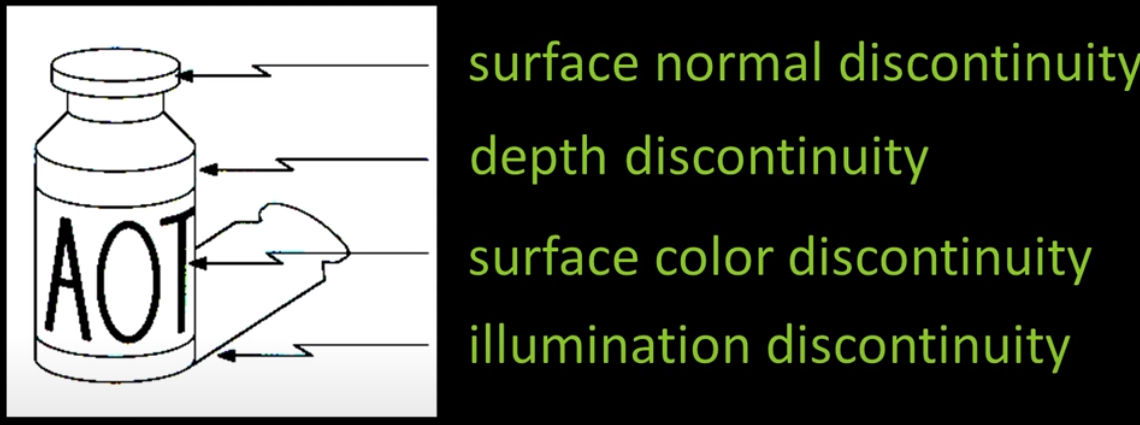 surface normal discontinuity
depth discontinuity
AOT
surface color discontinuity
illumination discontinuity